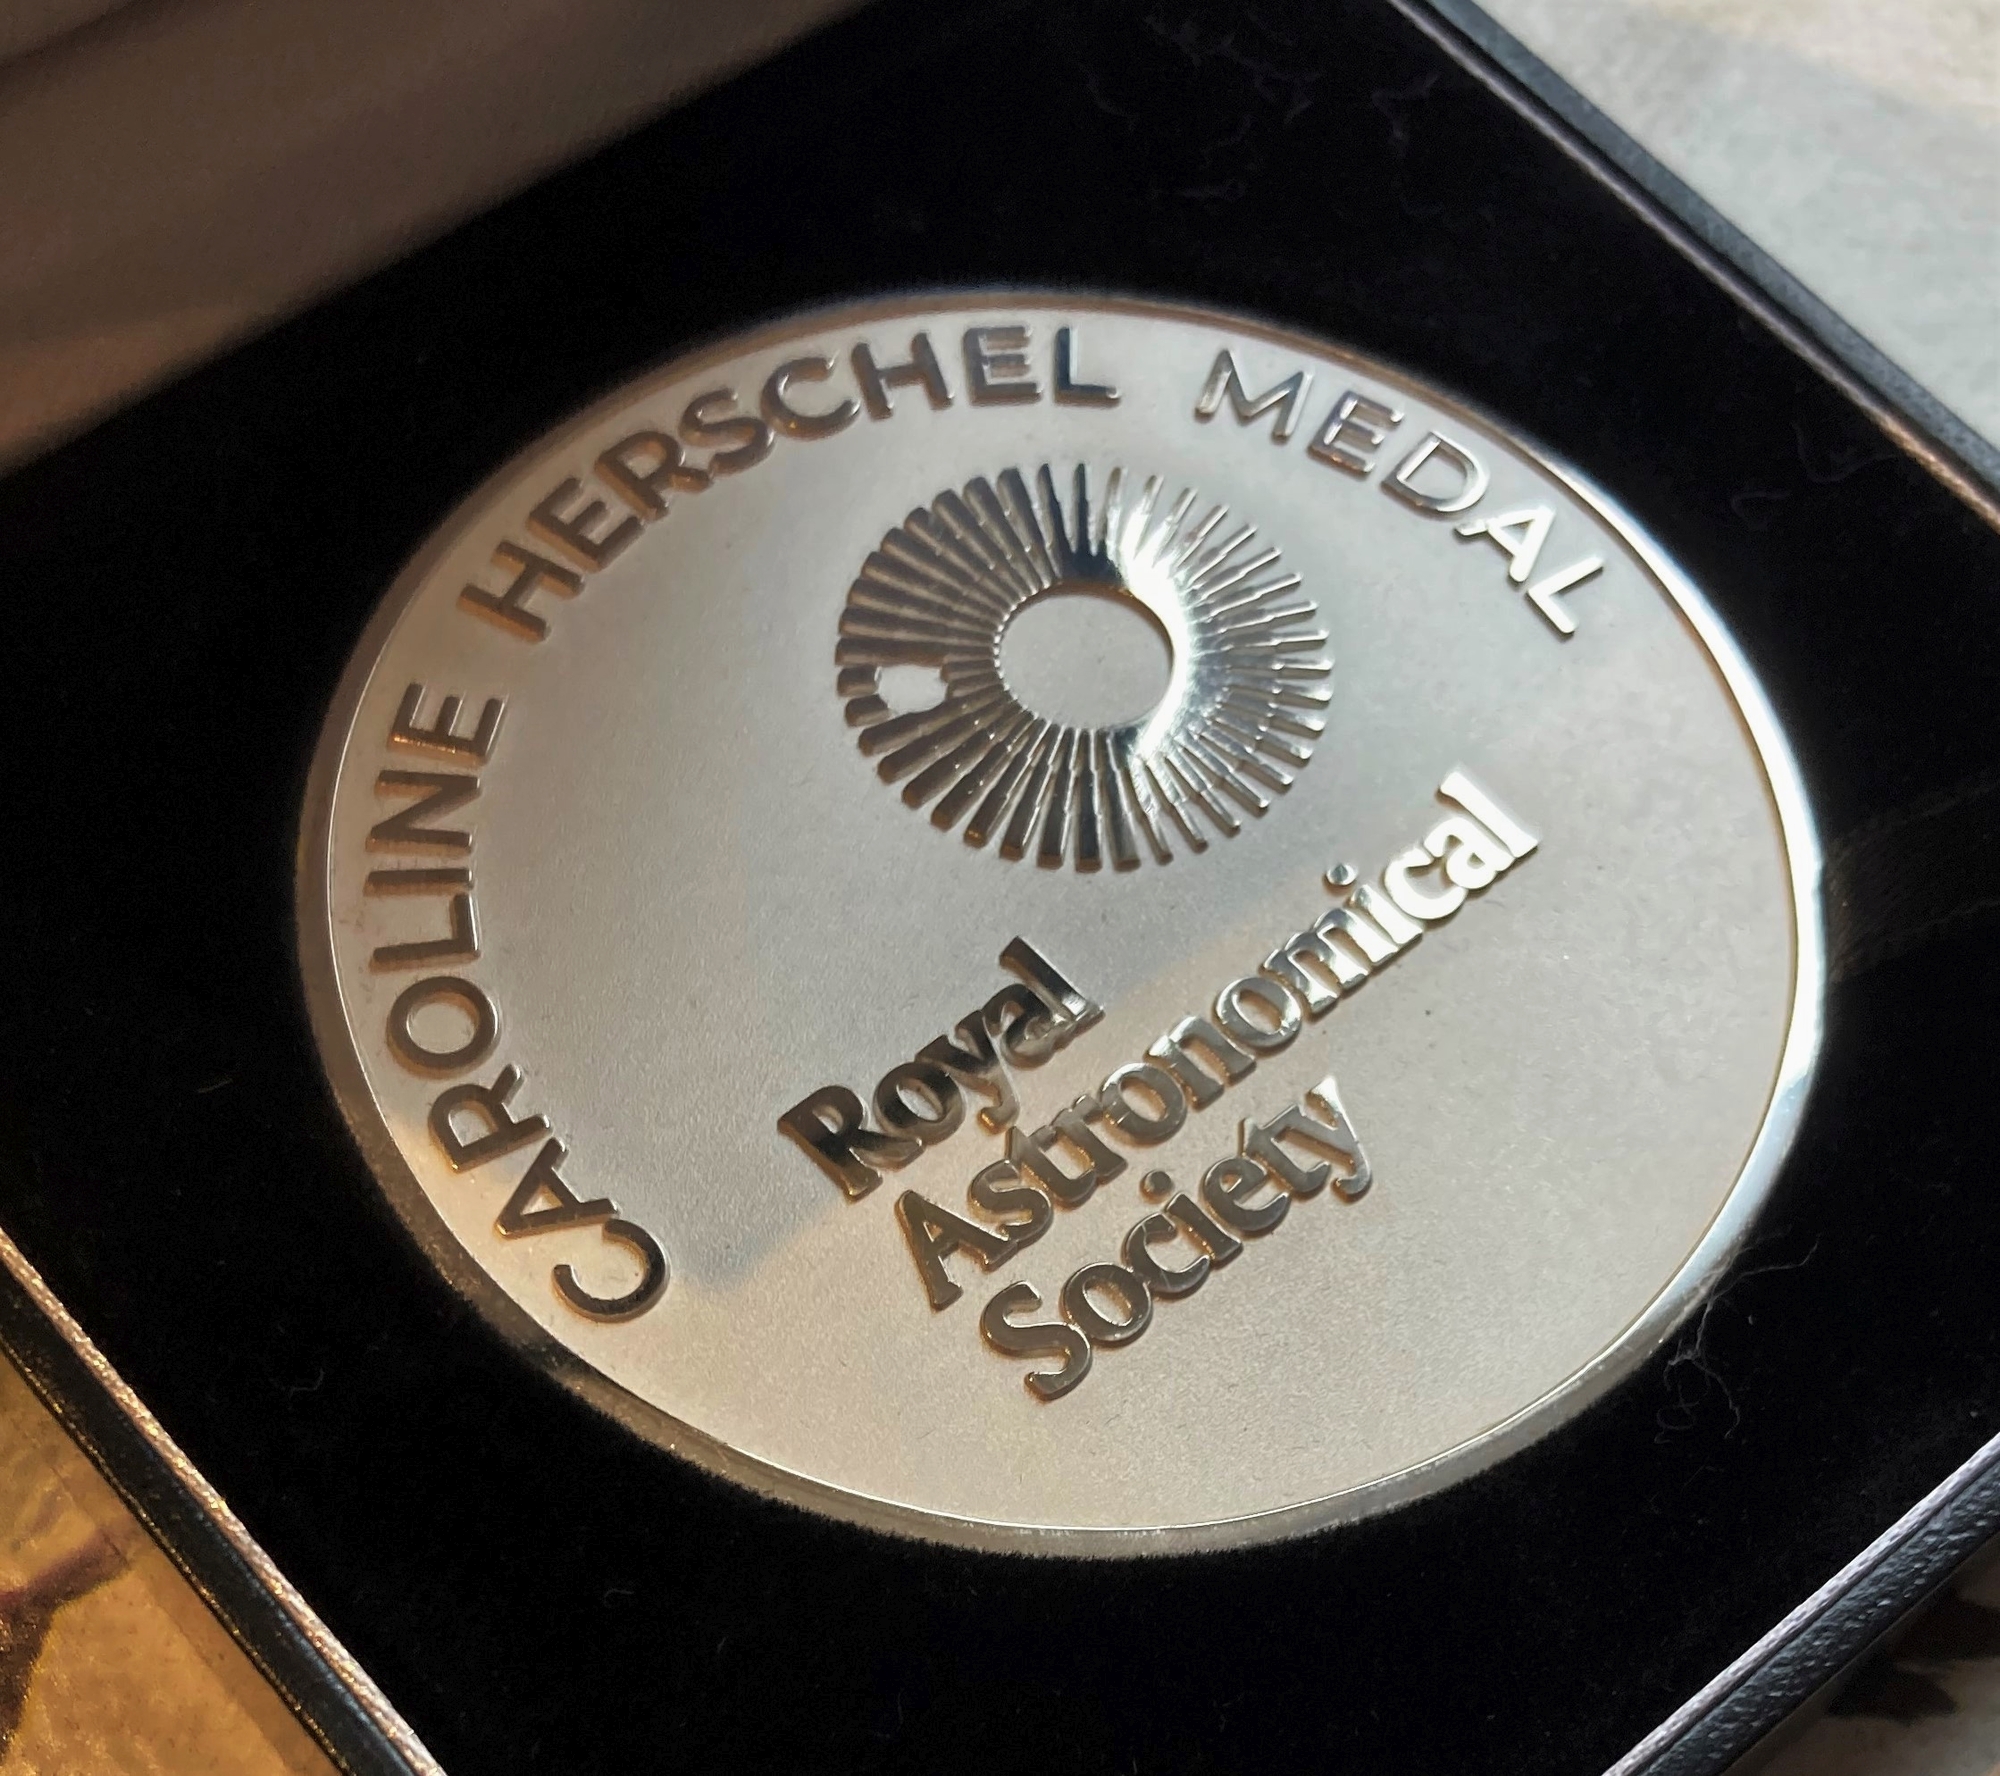 CAROLINE HERSCHEL MEDAL
Royal
Astronomical
Society